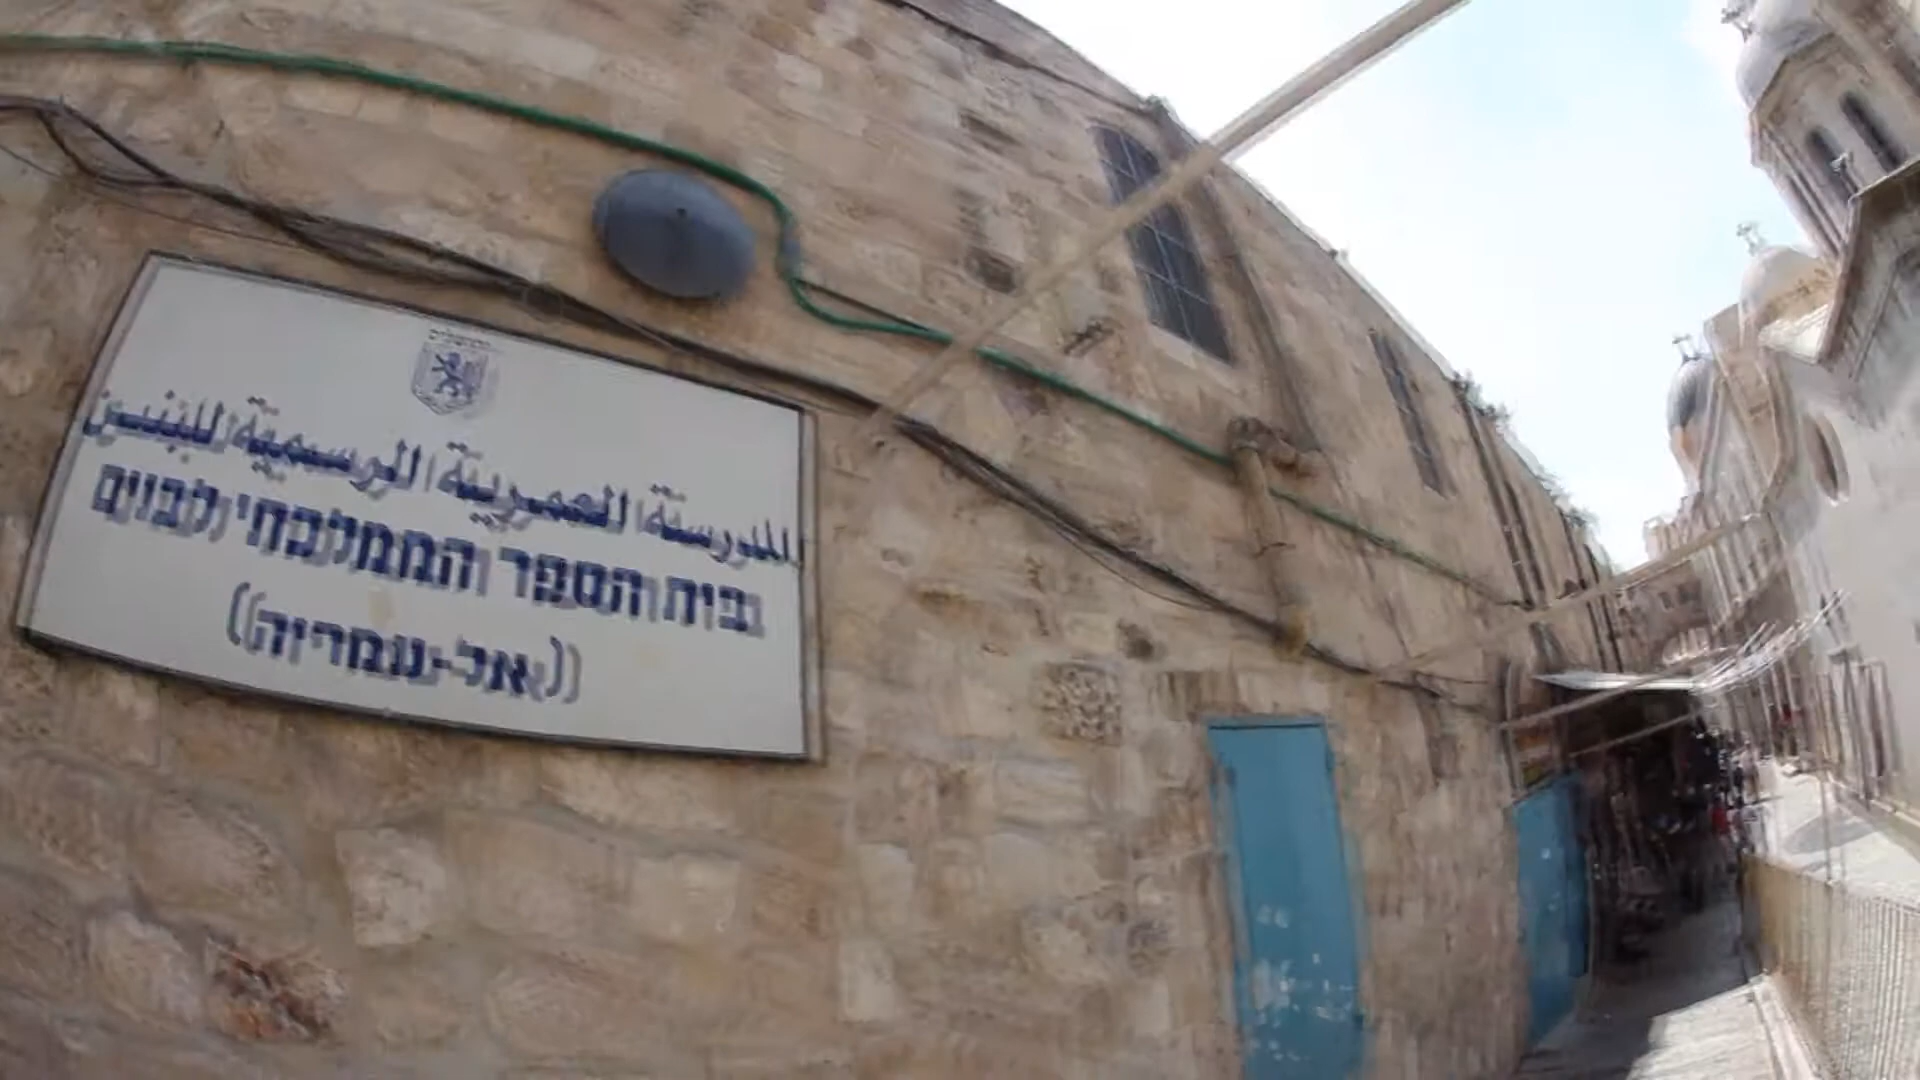 المدرسة العمرية الرسمية للبنين
בית הספר הממלכתי לבנים
((אל-עמריה))